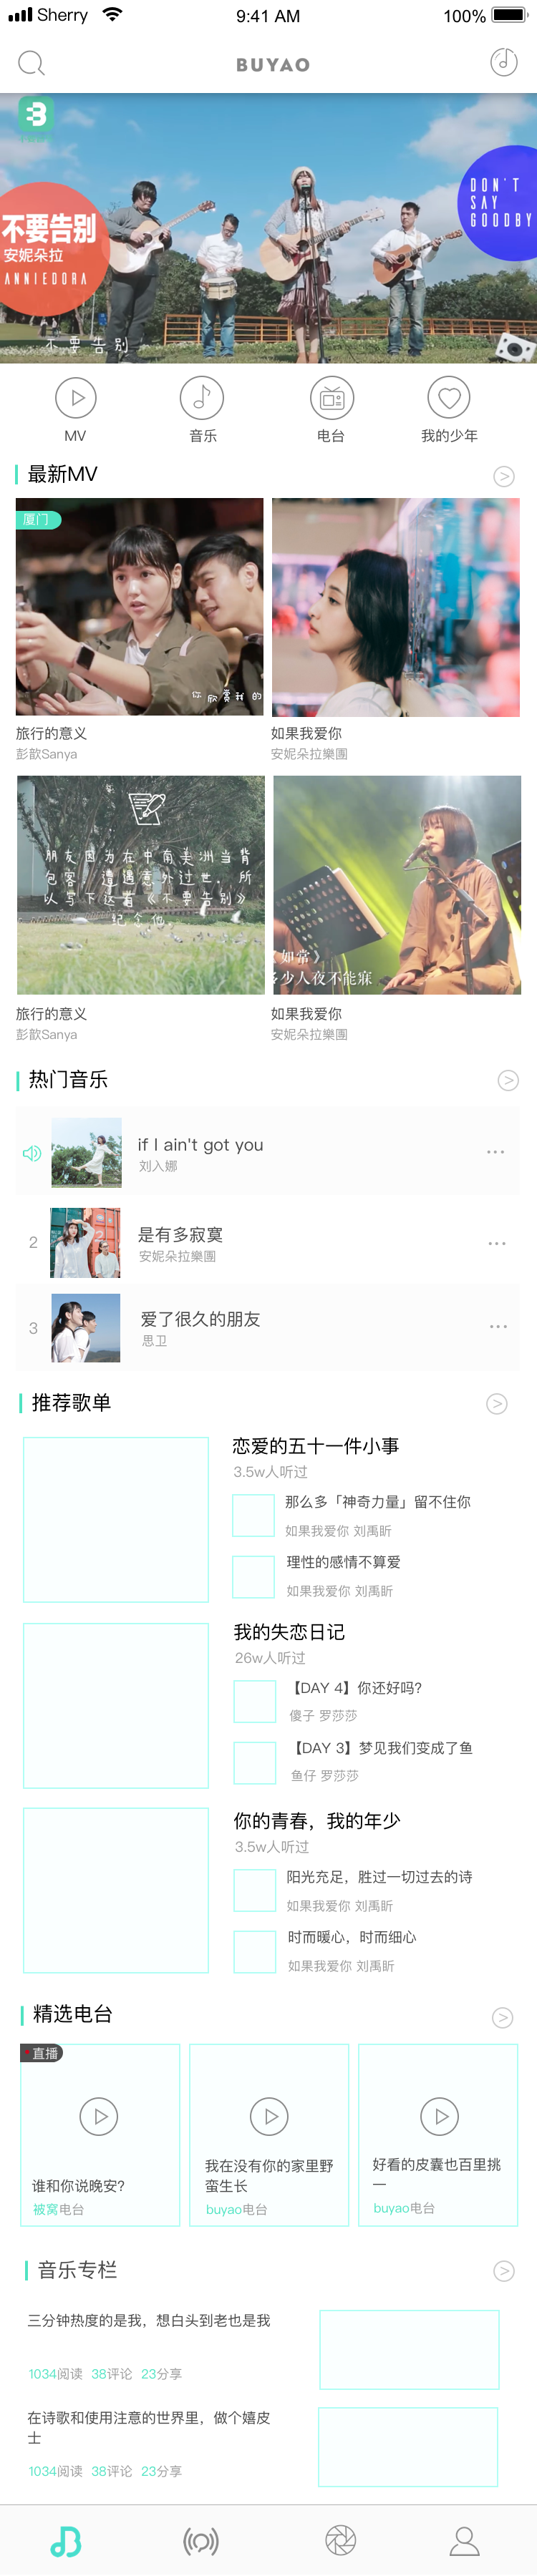 Sherry 9:41 AM 100%
BUYAO
不要告别
安妮朵拉
ANNIEDORA
DON'T
SAY
GOODBY
不要告别
MV 音乐 电台 我的少年
最新MV
厦门
你欣赏我的
旅行的意义 如果我爱你
彭歆Sanya 安妮朵拉樂團
朋友因为在中南美洲当背
包客 遭遇意外过世，所
以写下这首《不要告别》
纪念他
《如常》
多少人夜不能寐
旅行的意义 如果我爱你
彭歆Sanya 安妮朵拉樂團
热门音乐
if I ain't got you
刘入娜
2 是有多寂寞
安妮朵拉樂團
3 爱了很久的朋友
思卫
推荐歌单
恋爱的五十一件小事
3.5w人听过
那么多「神奇力量」留不住你
如果我爱你 刘禹昕
理性的感情不算爱
如果我爱你 刘禹昕
我的失恋日记
26w人听过
【DAY 4】你还好吗?
傻子 罗莎莎
【DAY 3】梦见我们变成了鱼
鱼仔 罗莎莎
你的青春，我的年少
3.5w人听过
阳光充足，胜过一切过去的诗
如果我爱你 刘禹昕
时而暖心，时而细心
如果我爱你 刘禹昕
精选电台
直播
谁和你说晚安?
被窝电台
我在没有你的家里野
蛮生长
buyao电台
好看的皮囊也百里挑
一
buyao电台
音乐专栏
三分钟热度的是我，想白头到老也是我
1034阅读 38评论 23分享
在诗歌和使用注意的世界里，做个嬉皮
士
1034阅读 38评论 23分享